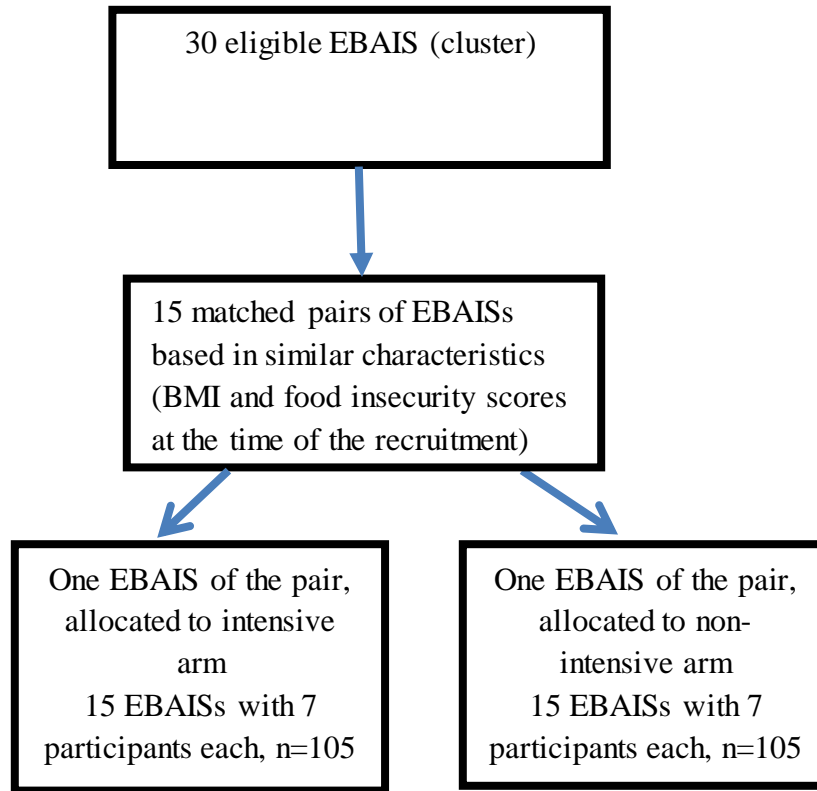 30 eligible EBAIS (cluster)
15 matched pairs of EBAISs
based in similar characteristics
(BMI and food insecurity scores
at the time of the recruitment)
One EBAIS of the pair,
allocated to intensive
arm
15 EBAISs with 7
participants each, n=105
One EBAIS of the pair,
allocated to non-
intensive arm
15 EBAISs with 7
participants each, n=105